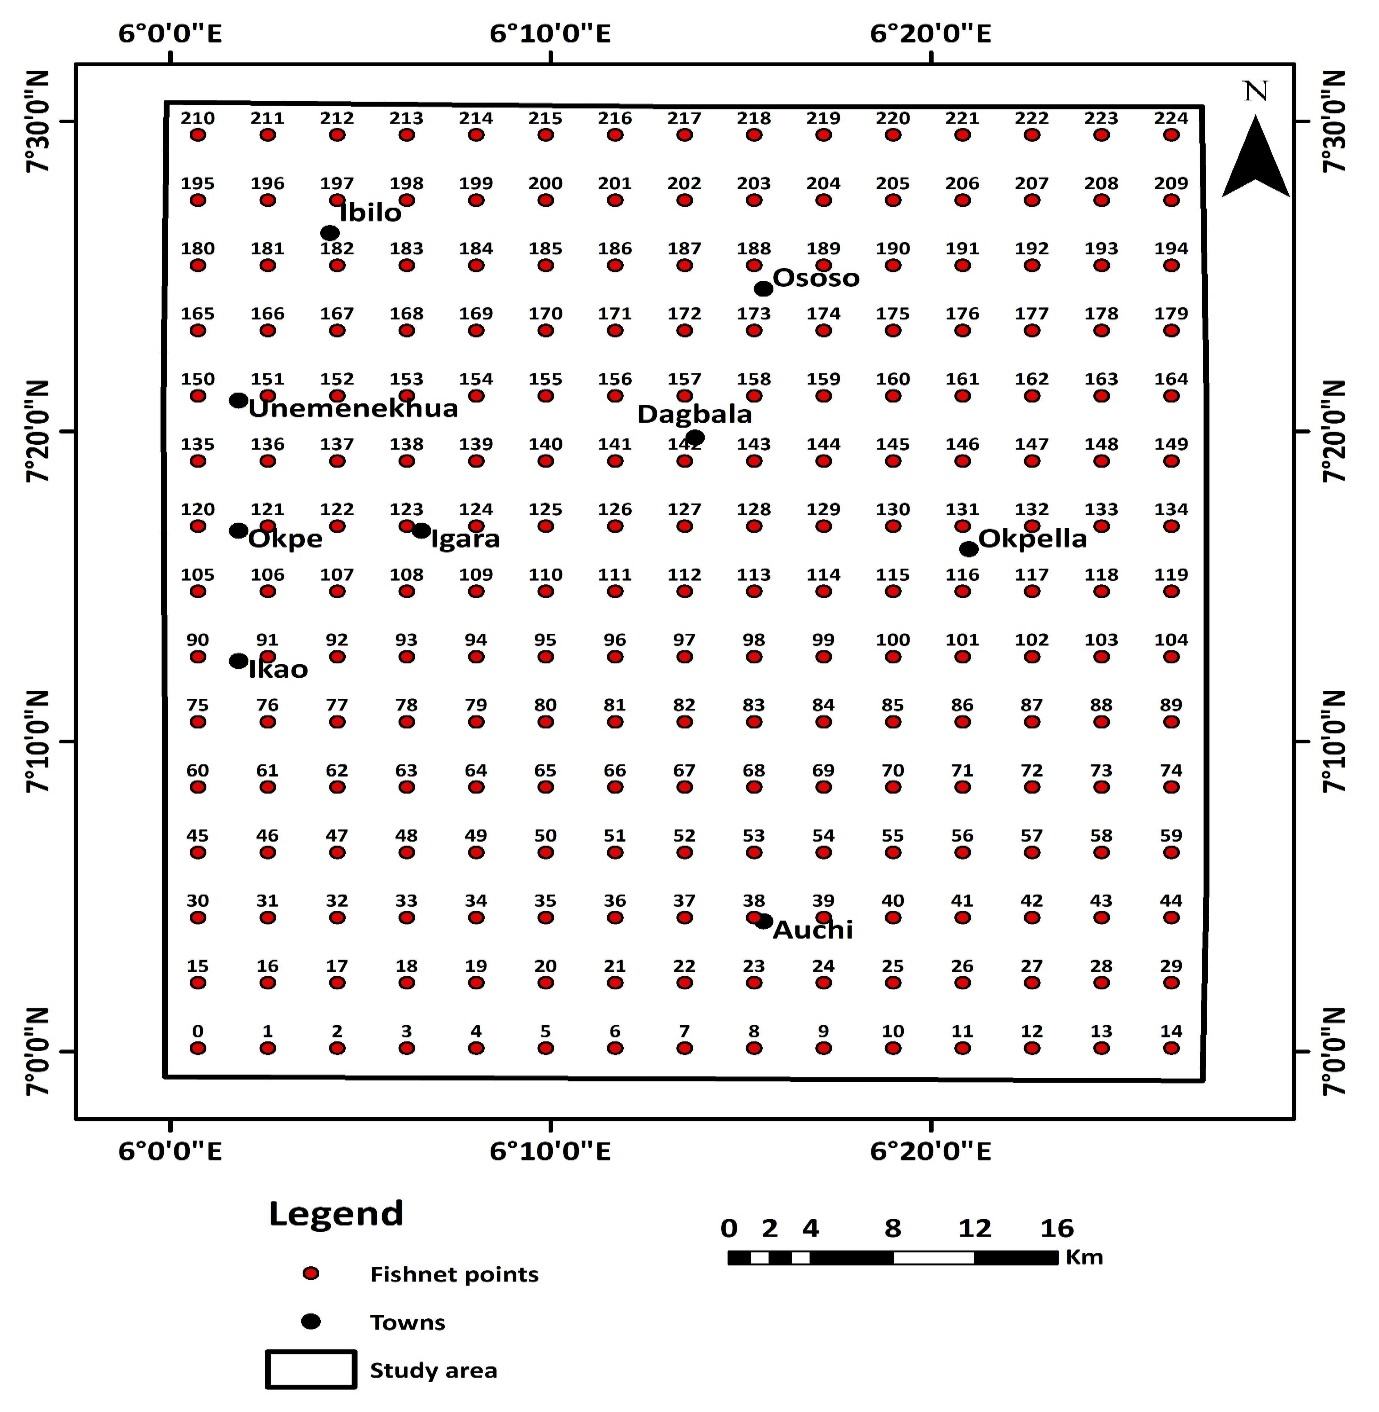 6°0'0"E 6°10'0"E 6°20'0"E
N
7°30'0"N 7°30'0"N
210 211 212 213 214 215 216 217 218 219 220 221 222 223 224
195 196 197 198 199 200 201 202 203 204 205 206 207 208 209
Ibilo
180 181 182 183 184 185 186 187 188 189 190 191 192 193 194
Ososo
165 166 167 168 169 170 171 172 173 174 175 176 177 178 179
150 151 152 153 154 155 156 157 158 159 160 161 162 163 164
Unemenekhua Dagbala
7°20'0"N 7°20'0"N
135 136 137 138 139 140 141 142 143 144 145 146 147 148 149
120 121 122 123 124 125 126 127 128 129 130 131 132 133 134
Okpe Igara Okpella
105 106 107 108 109 110 111 112 113 114 115 116 117 118 119
90 91 92 93 94 95 96 97 98 99 100 101 102 103 104
Ikao
75 76 77 78 79 80 81 82 83 84 85 86 87 88 89
7°10'0"N 7°10'0"N
60 61 62 63 64 65 66 67 68 69 70 71 72 73 74
45 46 47 48 49 50 51 52 53 54 55 56 57 58 59
30 31 32 33 34 35 36 37 38 39 40 41 42 43 44
Auchi
15 16 17 18 19 20 21 22 23 24 25 26 27 28 29
0 1 2 3 4 5 6 7 8 9 10 11 12 13 14
7°0'0"N 7°0'0"N
6°0'0"E 6°10'0"E 6°20'0"E
Legend
Fishnet points
Towns
Study area
0 2 4 8 12 16
Km